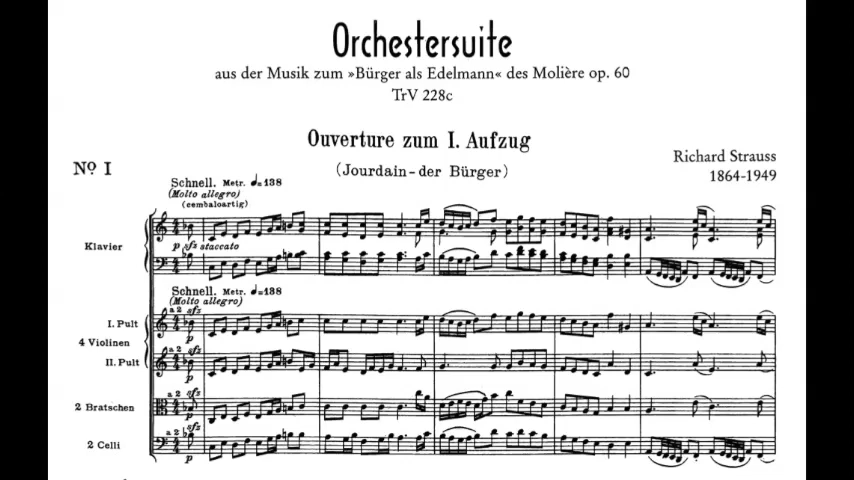 Orchestersuite
aus der Musik zum »Bürger als Edelmann« des Molière op. 60
TrV 228c
Ouverture zum I. Aufzug
(Jourdain - der Bürger)
Richard Strauss
1864-1949
No I
Schnell. Metr. 𝅗𝅥=138
(Molto allegro)
(cembaloartig)
Klavier
p sfz staccato
Schnell. Metr. 𝅗𝅥=138
(Molto allegro)
a 2 sfz
I. Pult
p
4 Violinen
sfz
II. Pult
p
a 2 sfz
2 Bratschen
p
a 2 sfz
2 Celli
p